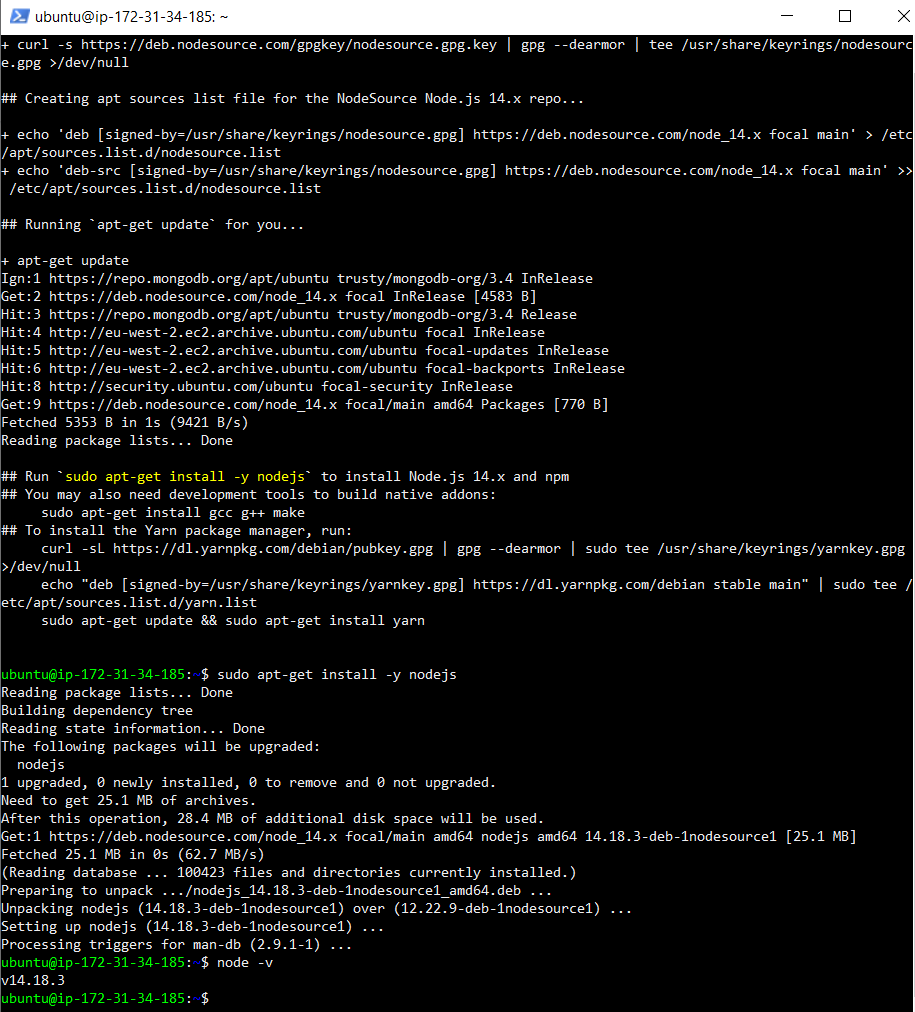 ubuntu@ip-172-31-34-185: ~
+ curl -s https://deb.nodesource.com/gpgkey/nodesource.gpg.key | gpg --dearmor | tee /usr/share/keyrings/nodesourc
e.gpg >/dev/null
## Creating apt sources list file for the NodeSource Node.js 14.x repo...
+ echo 'deb [signed-by=/usr/share/keyrings/nodesource.gpg] https://deb.nodesource.com/node_14.x focal main' > /etc
/apt/sources.list.d/nodesource.list
+ echo 'deb-src [signed-by=/usr/share/keyrings/nodesource.gpg] https://deb.nodesource.com/node_14.x focal main' >>
 /etc/apt/sources.list.d/nodesource.list
## Running `apt-get update` for you...
+ apt-get update
Ign:1 https://repo.mongodb.org/apt/ubuntu trusty/mongodb-org/3.4 InRelease
Get:2 https://deb.nodesource.com/node_14.x focal InRelease [4583 B]
Hit:3 https://repo.mongodb.org/apt/ubuntu trusty/mongodb-org/3.4 Release
Hit:4 http://eu-west-2.ec2.archive.ubuntu.com/ubuntu focal InRelease
Hit:5 http://eu-west-2.ec2.archive.ubuntu.com/ubuntu focal-updates InRelease
Hit:6 http://eu-west-2.ec2.archive.ubuntu.com/ubuntu focal-backports InRelease
Hit:8 http://security.ubuntu.com/ubuntu focal-security InRelease
Get:9 https://deb.nodesource.com/node_14.x focal/main amd64 Packages [770 B]
Fetched 5353 B in 1s (9421 B/s)
Reading package lists... Done
## Run `sudo apt-get install -y nodejs` to install Node.js 14.x and npm
## You may also need development tools to build native addons:
     sudo apt-get install gcc g++ make
## To install the Yarn package manager, run:
     curl -sL https://dl.yarnpkg.com/debian/pubkey.gpg | gpg --dearmor | sudo tee /usr/share/keyrings/yarnkey.gpg
>/dev/null
     echo "deb [signed-by=/usr/share/keyrings/yarnkey.gpg] https://dl.yarnpkg.com/debian stable main" | sudo tee /
etc/apt/sources.list.d/yarn.list
     sudo apt-get update && sudo apt-get install yarn
ubuntu@ip-172-31-34-185:~$ sudo apt-get install -y nodejs
Reading package lists... Done
Building dependency tree
Reading state information... Done
The following packages will be upgraded:
  nodejs
1 upgraded, 0 newly installed, 0 to remove and 0 not upgraded.
Need to get 25.1 MB of archives.
After this operation, 28.4 MB of additional disk space will be used.
Get:1 https://deb.nodesource.com/node_14.x focal/main amd64 nodejs amd64 14.18.3-deb-1nodesource1 [25.1 MB]
Fetched 25.1 MB in 0s (62.7 MB/s)
(Reading database ... 100423 files and directories currently installed.)
Preparing to unpack .../nodejs_14.18.3-deb-1nodesource1_amd64.deb ...
Unpacking nodejs (14.18.3-deb-1nodesource1) over (12.22.9-deb-1nodesource1) ...
Setting up nodejs (14.18.3-deb-1nodesource1) ...
Processing triggers for man-db (2.9.1-1) ...
ubuntu@ip-172-31-34-185:~$ node -v
v14.18.3
ubuntu@ip-172-31-34-185:~$